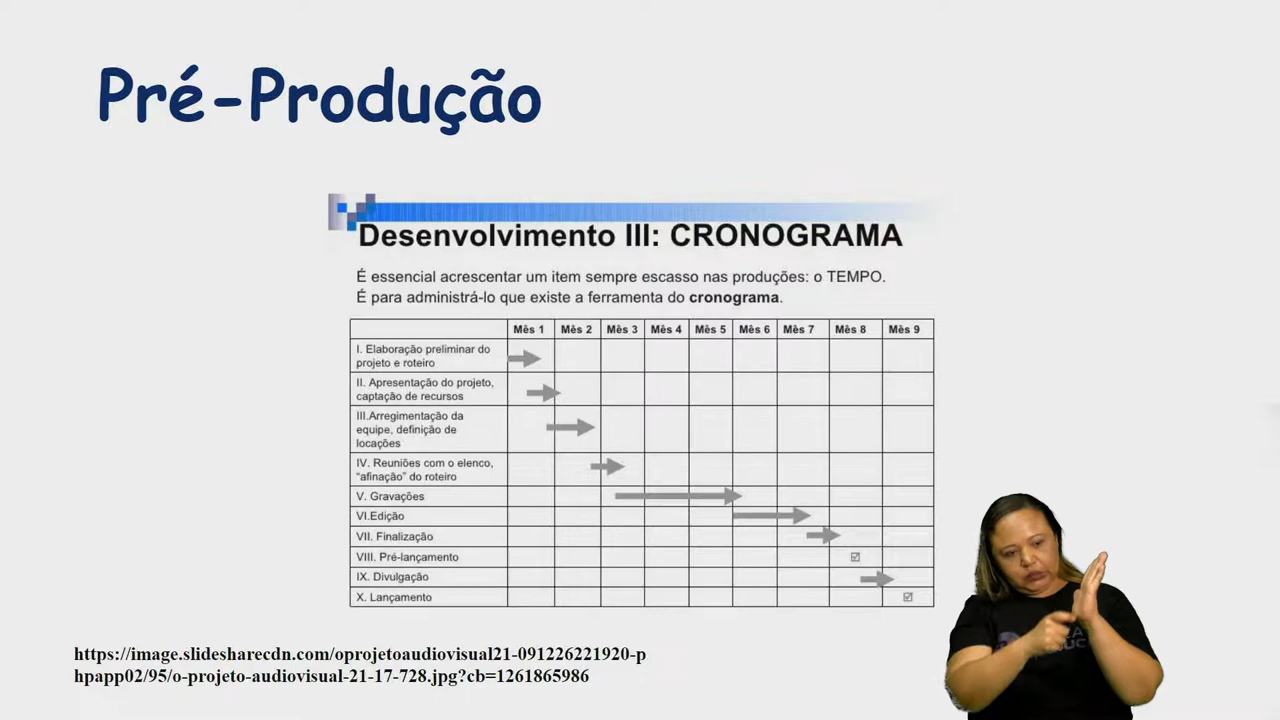 Pré-Produção
Desenvolvimento III: CRONOGRAMA
É essencial acrescentar um item sempre escasso nas produções: o TEMPO.
É para administrá-lo que existe a ferramenta do cronograma.
Mês 1 Mês 2 Mês 3 Mês 4 Mês 5 Mês 6 Mês 7 Mês 8 Mês 9
I. Elaboração preliminar do
projeto e roteiro
II. Apresentação do projeto,
captação de recursos
III.Arregimentação da
equipe, definição de
locações
IV. Reuniões com o elenco,
“afinação” do roteiro
V. Gravações
VI.Edição
VII. Finalização
VIII. Pré-lançamento
IX. Divulgação
X. Lançamento
https://image.slidesharecdn.com/oprojetoaudiovisual21-091226221920-p
hpapp02/95/o-projeto-audiovisual-21-17-728.jpg?cb=1261865986